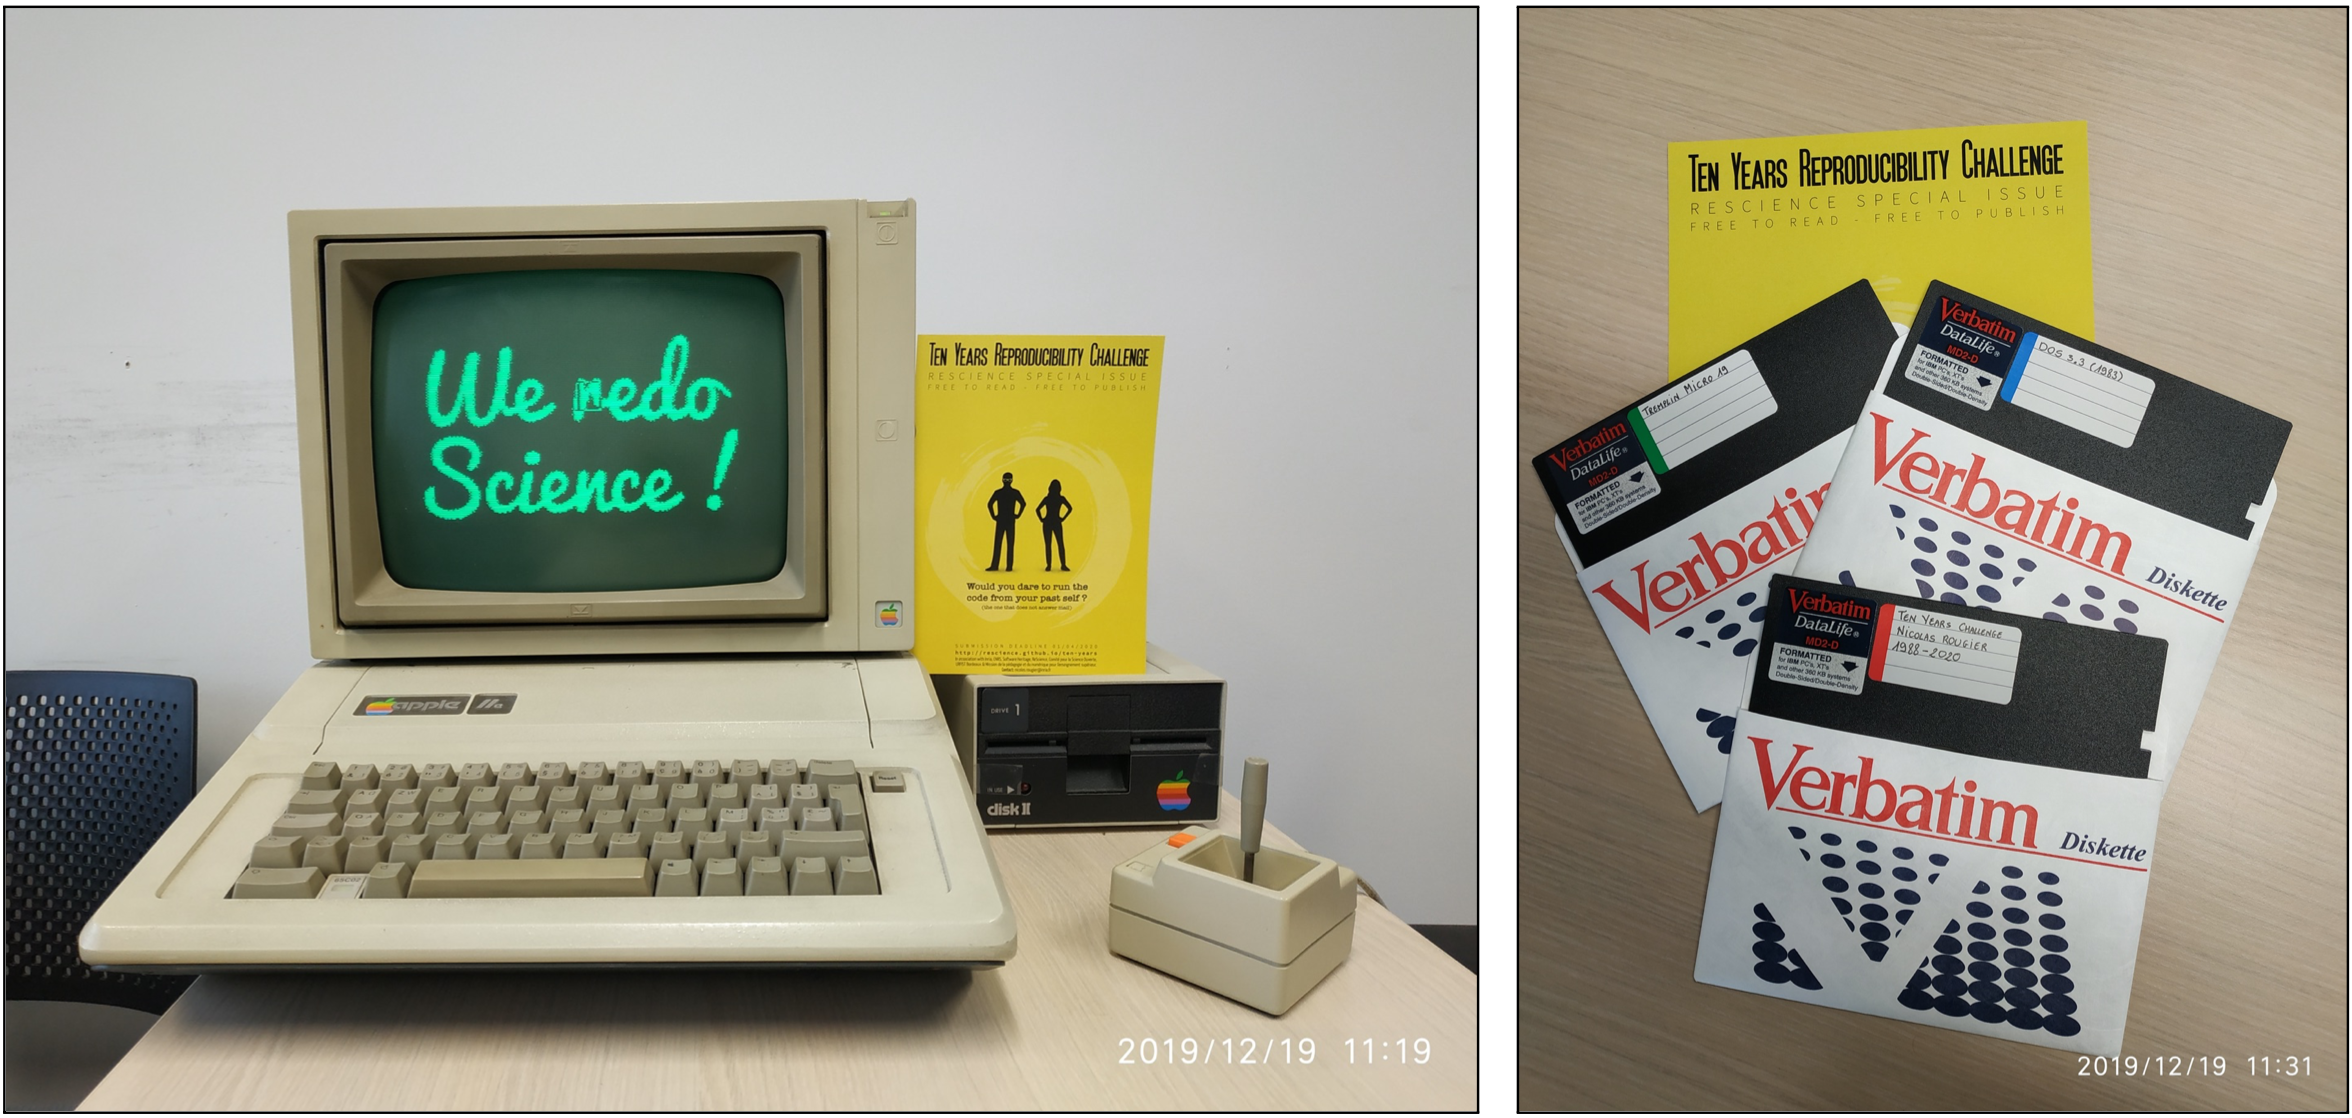 We redo
Science !
TEN YEARS REPRODUCIBILITY CHALLENGE
RESCIENCE SPECIAL ISSUE
FREE TO READ - FREE TO PUBLISH
Would you dare to run the
code from your past self ?
(the one that does not answer mail)
http://rescience.github.io/ten-years
apple
DRIVE 1
disk II
Reset
2019/12/19 11:19
TEN YEARS REPRODUCIBILITY CHALLENGE
RESCIENCE SPECIAL ISSUE
FREE TO READ - FREE TO PUBLISH
Verbatim
DataLife®
MD2-D
FORMATTED
for IBM PC's, XT's
and other 360 KB systems
Double-Sided/Double-Density
TREMPLIN MICRO 19
Verbatim
Verbatim
DataLife®
MD2-D
FORMATTED
for IBM PC's, XT's
and other 360 KB systems
Double-Sided/Double-Density
DOS 3.3 (1983)
Verbatim
Diskette
Verbatim
DataLife®
MD2-D
FORMATTED
for IBM PC's, XT's
and other 360 KB systems
Double-Sided/Double-Density
TEN YEARS CHALLENGE
NICOLAS ROUGIER
1988-2020
Verbatim
Diskette
2019/12/19 11:31